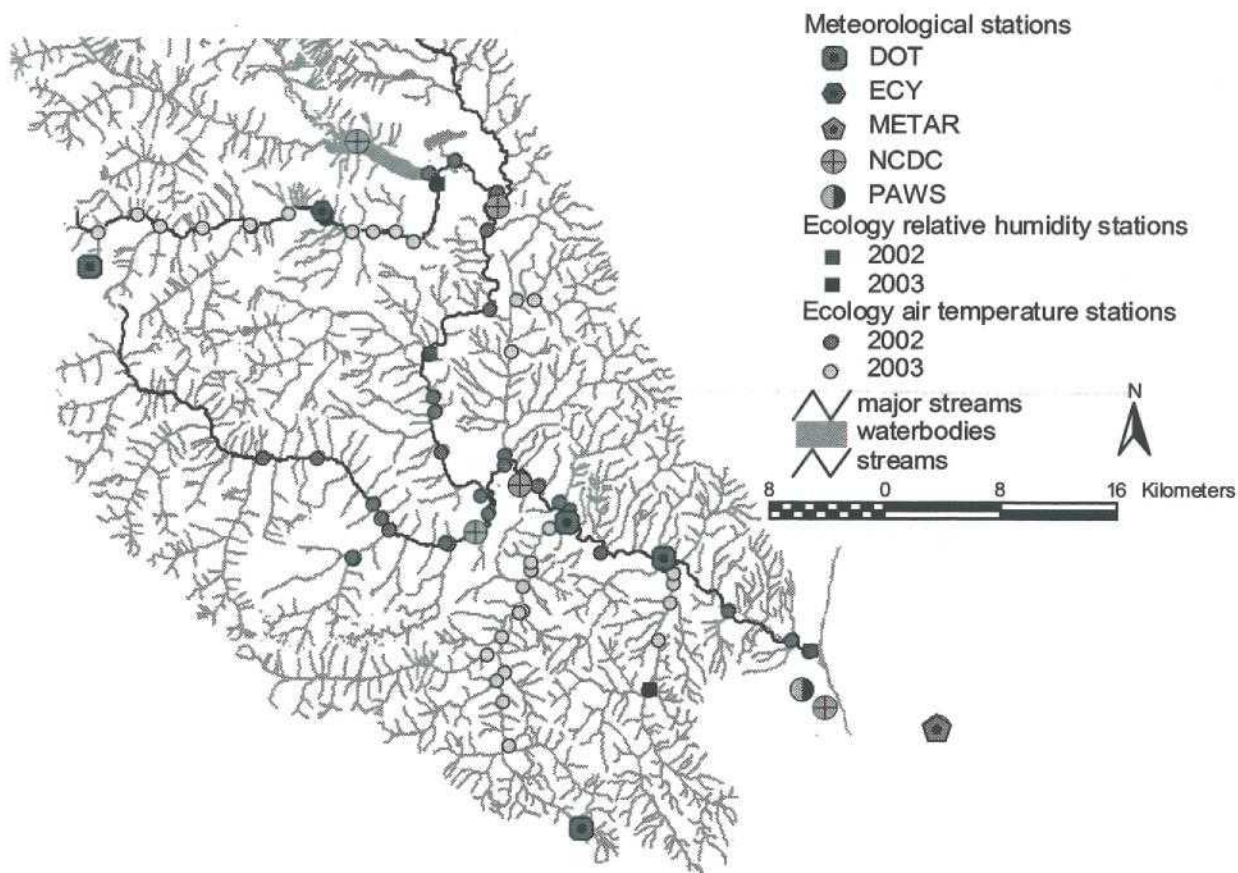 Meteorological stations
DOT
ECY
METAR
NCDC
PAWS
Ecology relative humidity stations
2002
2003
Ecology air temperature stations
2002
2003
major streams
waterbodies
streams
N
8 0 8 16 Kilometers